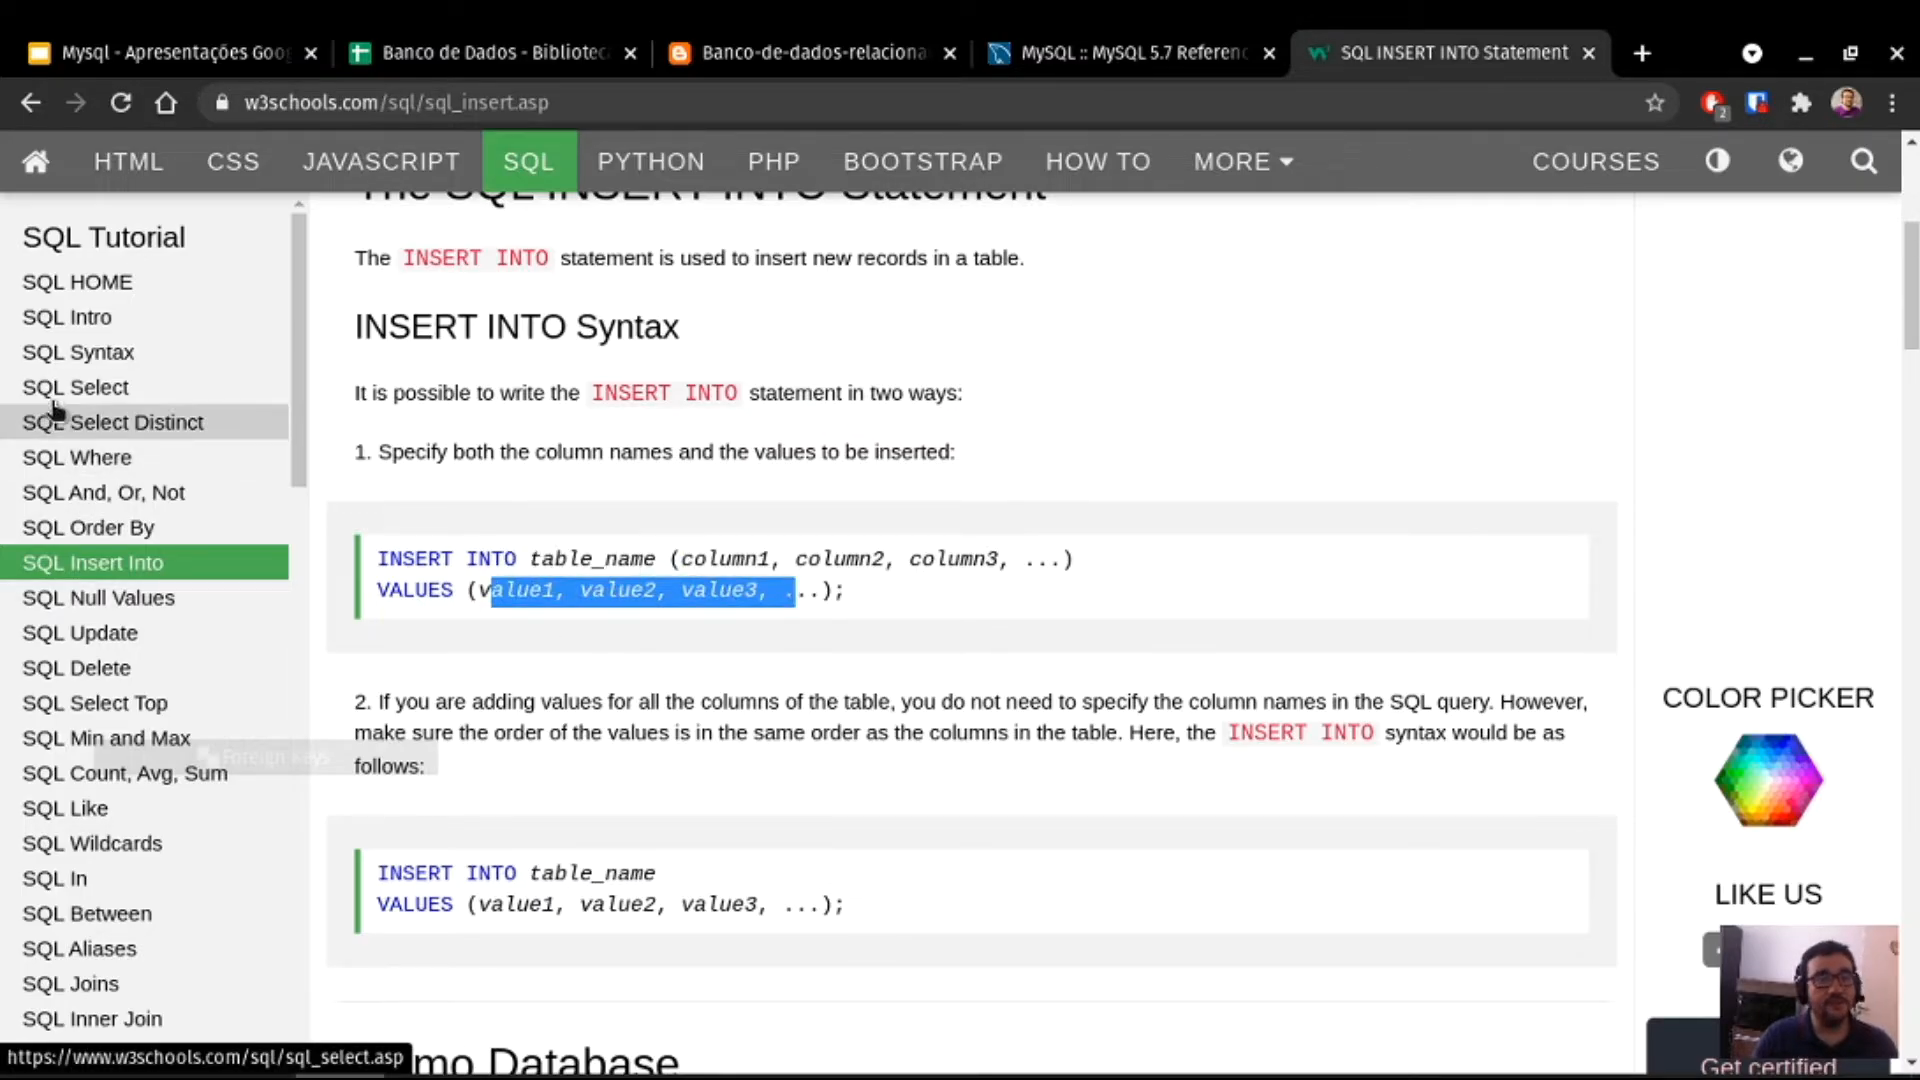 Mysql - Apresentações Goog
Banco de Dados - Bibliotec
Banco-de-dados-relaciona
MySQL :: MySQL 5.7 Referen
SQL INSERT INTO Statement
w3schools.com/sql/sql_insert.asp
2
HTML
CSS
JAVASCRIPT
SQL
PYTHON
PHP
BOOTSTRAP
HOW TO
MORE
COURSES
The SQL INSERT INTO Statement
SQL Tutorial
SQL HOME
SQL Intro
SQL Syntax
SQL Select
SQL Select Distinct
SQL Where
SQL And, Or, Not
SQL Order By
SQL Insert Into
SQL Null Values
SQL Update
SQL Delete
SQL Select Top
SQL Min and Max
SQL Count, Avg, Sum
SQL Like
SQL Wildcards
SQL In
SQL Between
SQL Aliases
SQL Joins
SQL Inner Join
Foreign keys
https://www.w3schools.com/sql/sql_select.asp
The INSERT INTO statement is used to insert new records in a table.
INSERT INTO Syntax
It is possible to write the INSERT INTO statement in two ways:
1. Specify both the column names and the values to be inserted:
INSERT INTO table_name (column1, column2, column3, ...)
VALUES (value1, value2, value3, ...);
2. If you are adding values for all the columns of the table, you do not need to specify the column names in the SQL query. However,
make sure the order of the values is in the same order as the columns in the table. Here, the INSERT INTO syntax would be as
follows:
INSERT INTO table_name
VALUES (value1, value2, value3, ...);
mo Database
COLOR PICKER
LIKE US
Get certified